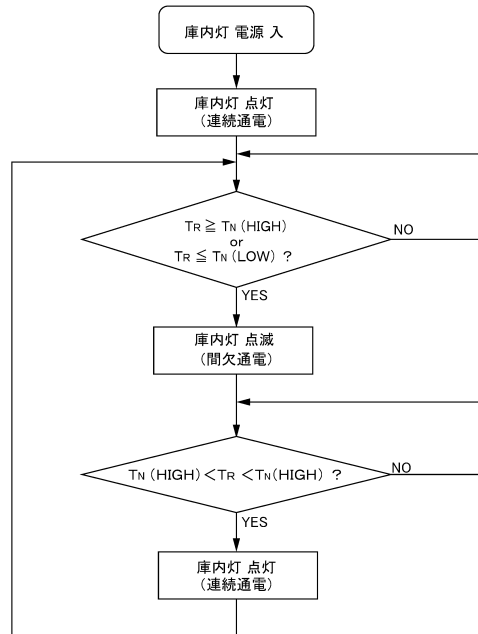 庫内灯 電源 入
庫内灯 点灯
(連続通電)
TR ≧ TN (HIGH)
or
TR ≦ TN (LOW) ?
NO
YES
庫内灯 点滅
(間欠通電)
TN (HIGH)<TR <TN(HIGH) ?
NO
YES
庫内灯 点灯
(連続通電)